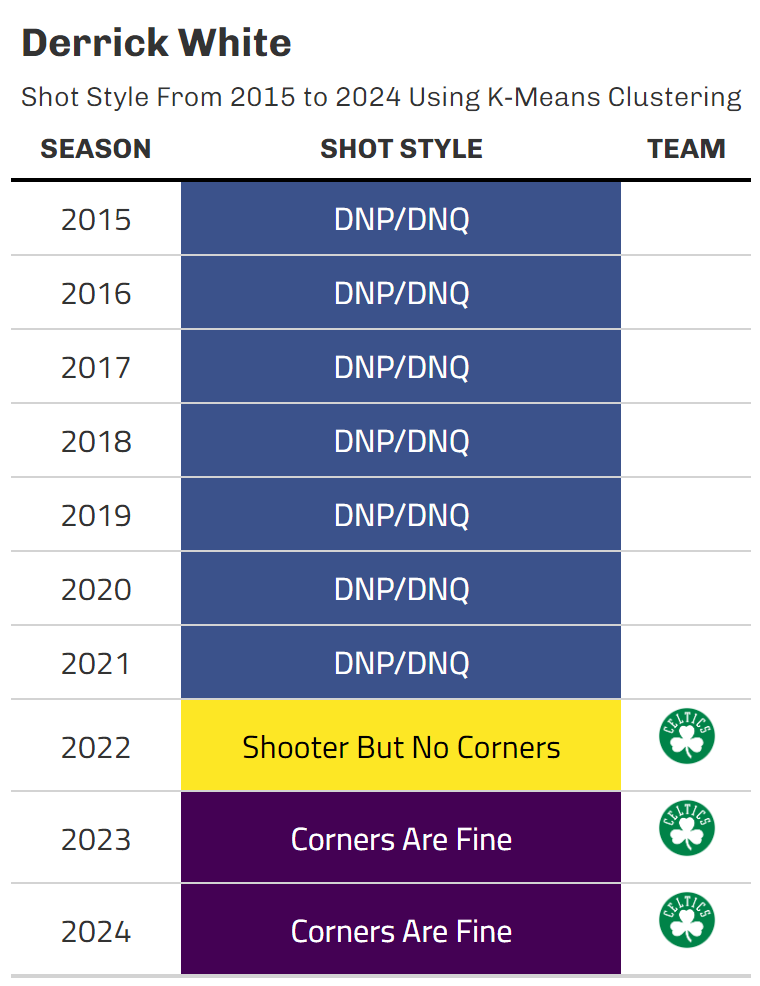 Derrick White
Shot Style From 2015 to 2024 Using K-Means Clustering
SEASON SHOT STYLE TEAM
2015 DNP/DNQ
2016 DNP/DNQ
2017 DNP/DNQ
2018 DNP/DNQ
2019 DNP/DNQ
2020 DNP/DNQ
2021 DNP/DNQ
2022 Shooter But No Corners CELTICS
2023 Corners Are Fine CELTICS
2024 Corners Are Fine CELTICS